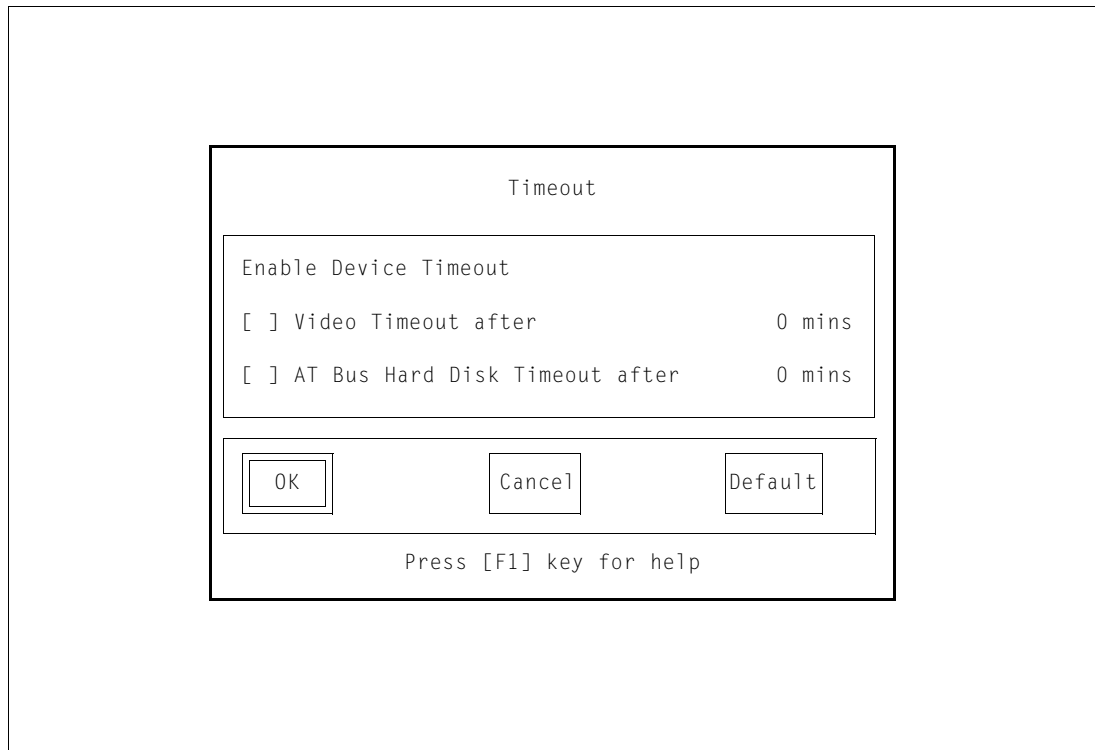 Timeout
Enable Device Timeout
[ ] Video Timeout after 0 mins
[ ] AT Bus Hard Disk Timeout after 0 mins
OK Cancel Default
Press [F1] key for help